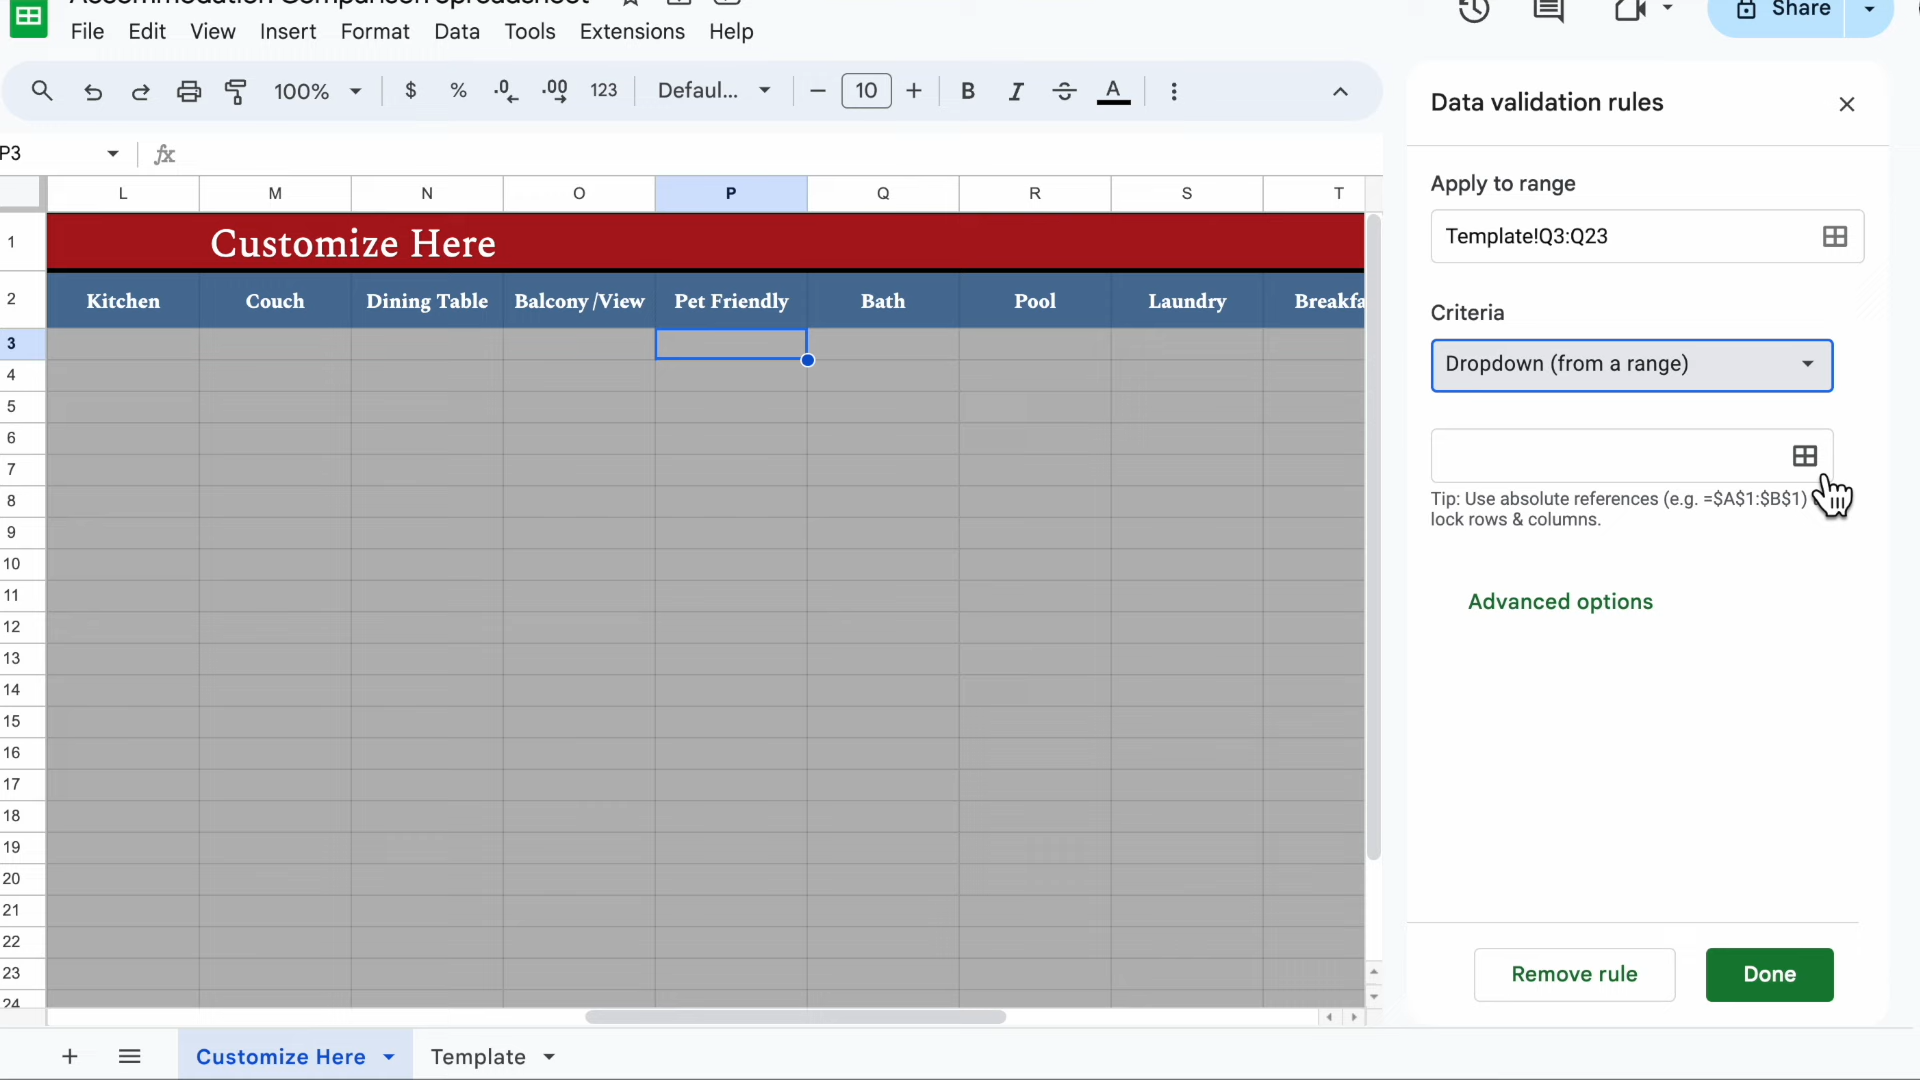 Accommodation Comparison Spreadsheet
Share
File Edit View Insert Format Data Tools Extensions Help
100% $ % .0 .00 123 Defaul... 10 B I S A
P3 fx
L M N O P Q R S T
1 Customize Here
2 Kitchen Couch Dining Table Balcony /View Pet Friendly Bath Pool Laundry Breakfa
3
4
5
6
7
8
9
10
11
12
13
14
15
16
17
18
19
20
21
22
23
24
Customize Here Template
Data validation rules
Apply to range
Template!Q3:Q23
Criteria
Dropdown (from a range)
Tip: Use absolute references (e.g. =$A$1:$B$1)
lock rows & columns.
Advanced options
Remove rule Done